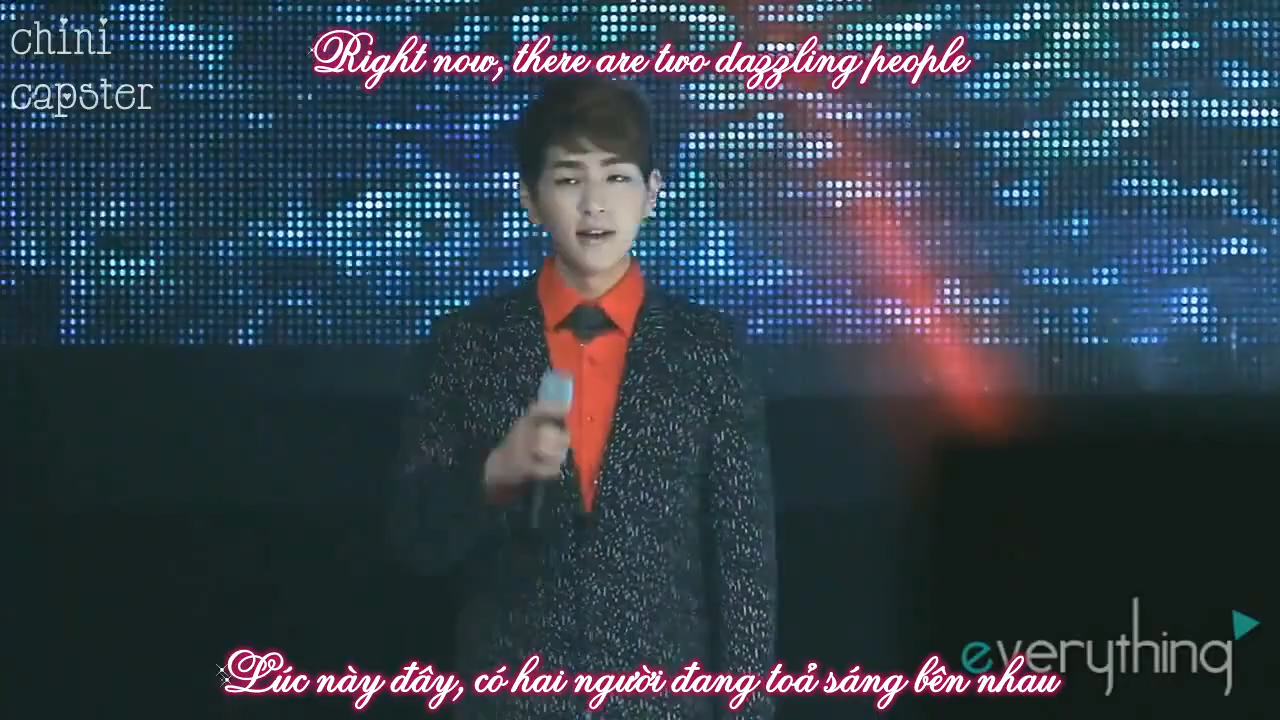 chini
capster
Right now, there are two dazzling people
everything
Lúc này đây, có hai người đang toả sáng bên nhau